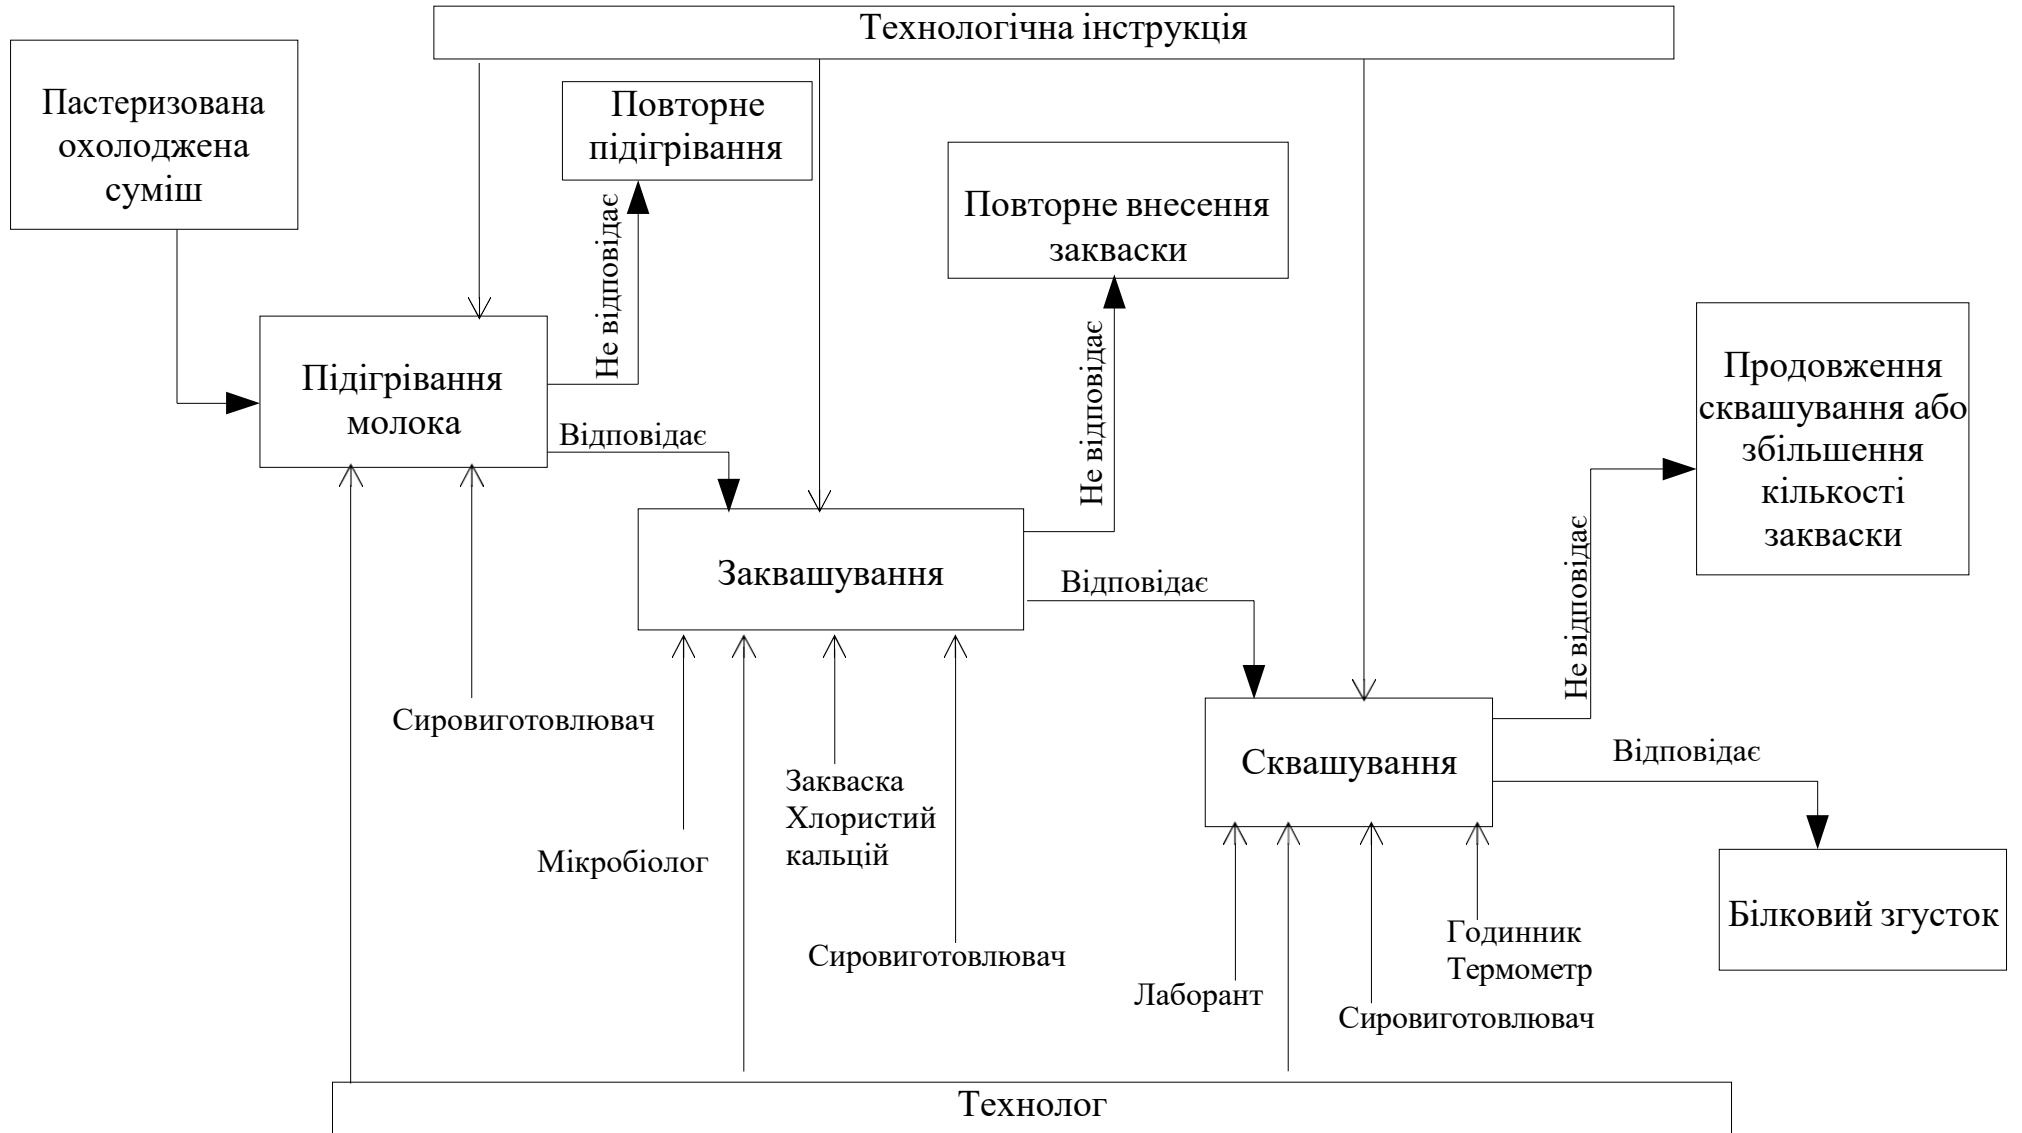 Технологічна інструкція
Пастеризована
охолоджена
суміш
Повторне
підігрівання
Повторне внесення
закваски
Не відповідає
Підігрівання
молока
Відповідає
Не відповідає
Продовження
сквашування або
збільшення
кількості
закваски
Заквашування
Відповідає
Не відповідає
Сировиготовлювач
Сквашування
Відповідає
Закваска
Хлористий
кальцій
Мікробіолог
Білковий згусток
Сировиготовлювач
Годинник
Термометр
Лаборант
Сировиготовлювач
Технолог